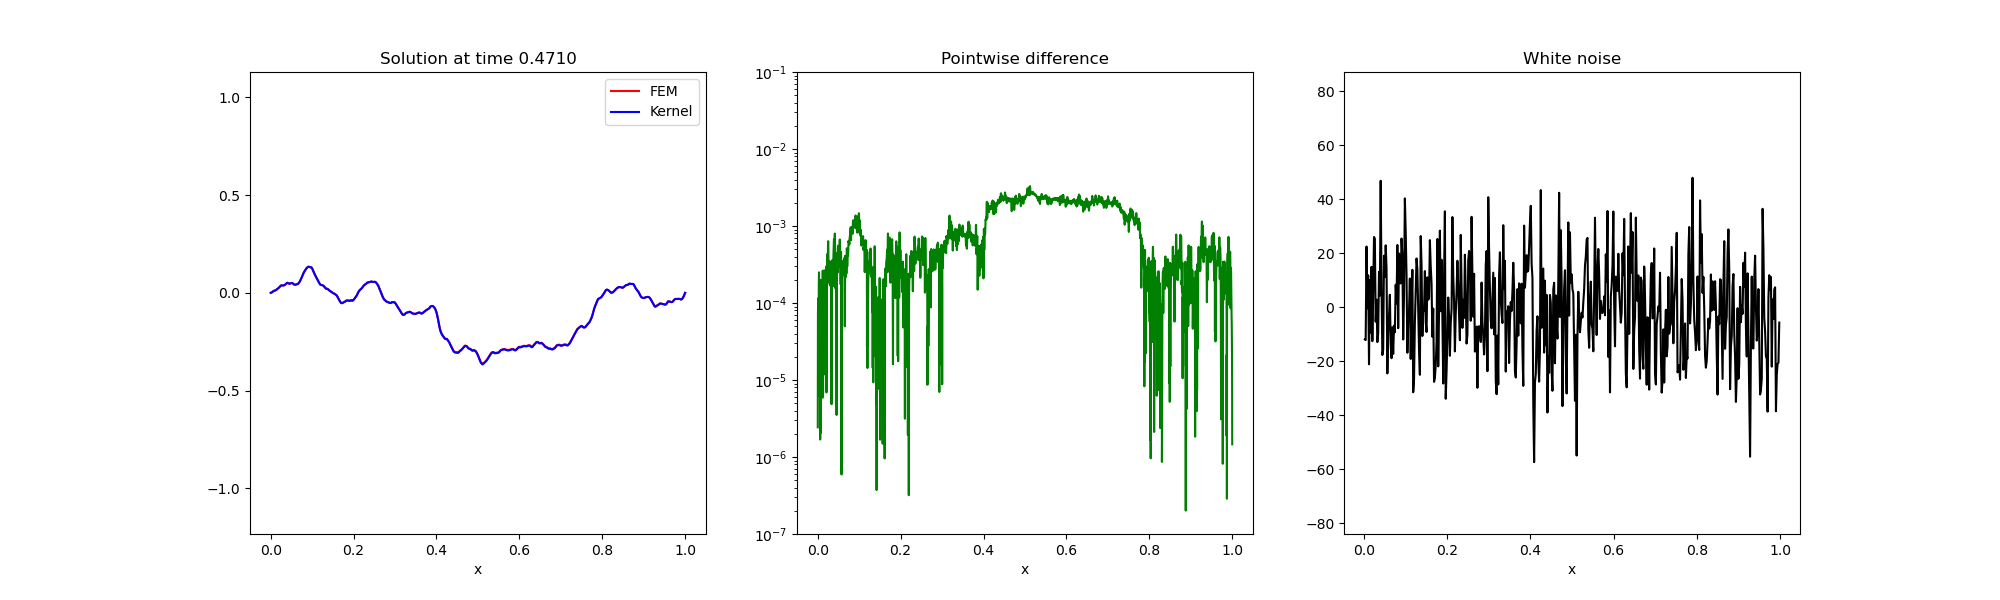 Solution at time 0.4710
FEM
Kernel
1.0
0.5
0.0
−0.5
−1.0
0.0 0.2 0.4 0.6 0.8 1.0
x
Pointwise difference
10⁻¹
10⁻²
10⁻³
10⁻⁴
10⁻⁵
10⁻⁶
10⁻⁷
0.0 0.2 0.4 0.6 0.8 1.0
x
White noise
80
60
40
20
0
−20
−40
−60
−80
0.0 0.2 0.4 0.6 0.8 1.0
x